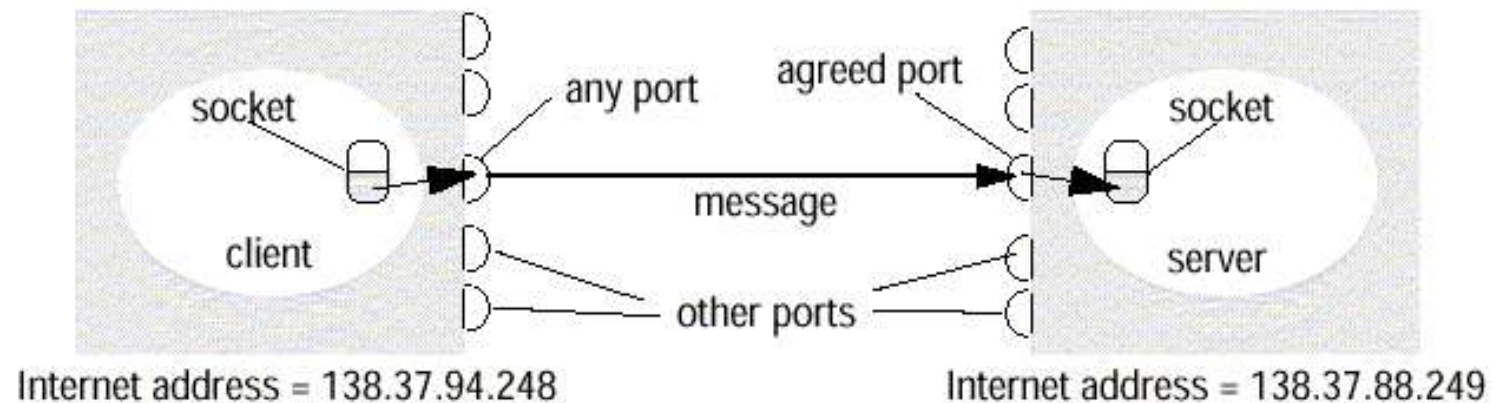 any port
agreed port
socket
socket
message
client
server
other ports
Internet address = 138.37.94.248
Internet address = 138.37.88.249